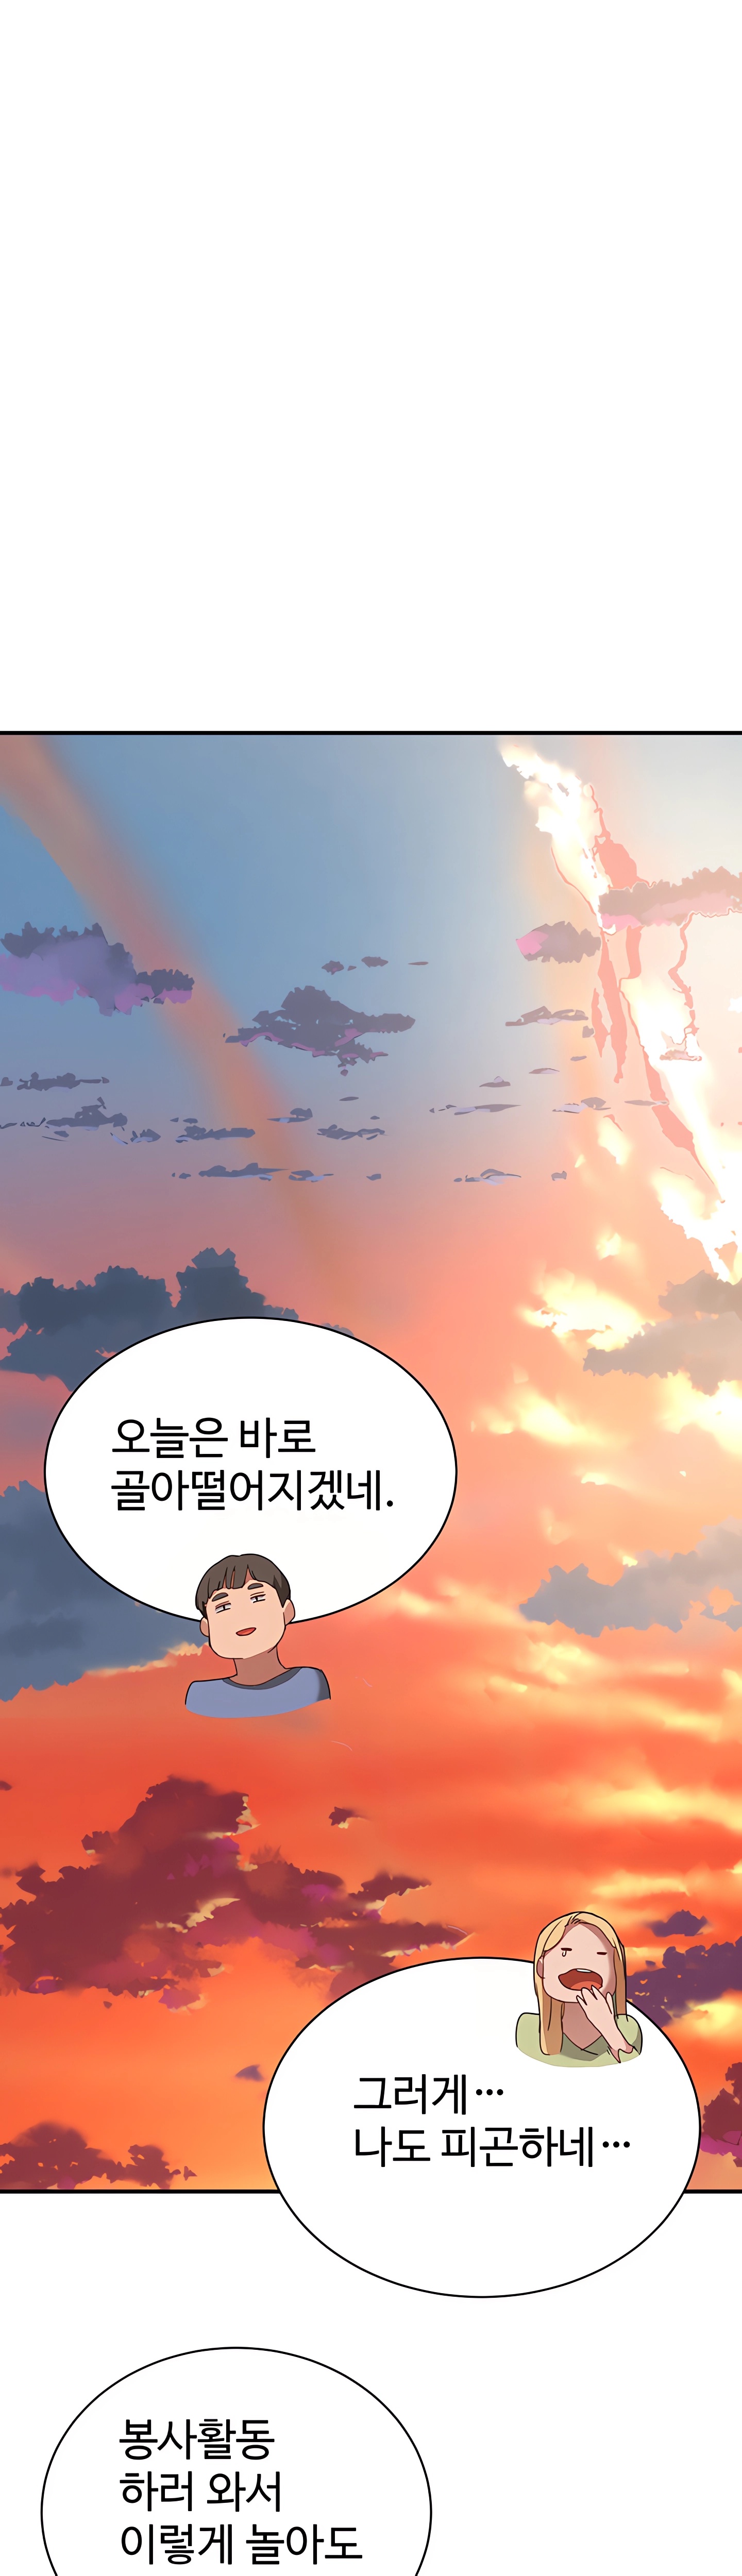 오늘은 바로
골아떨어지겠네.
그러게…
나도 피곤하네…
봉사활동
하러 와서
이렇게 놀아도